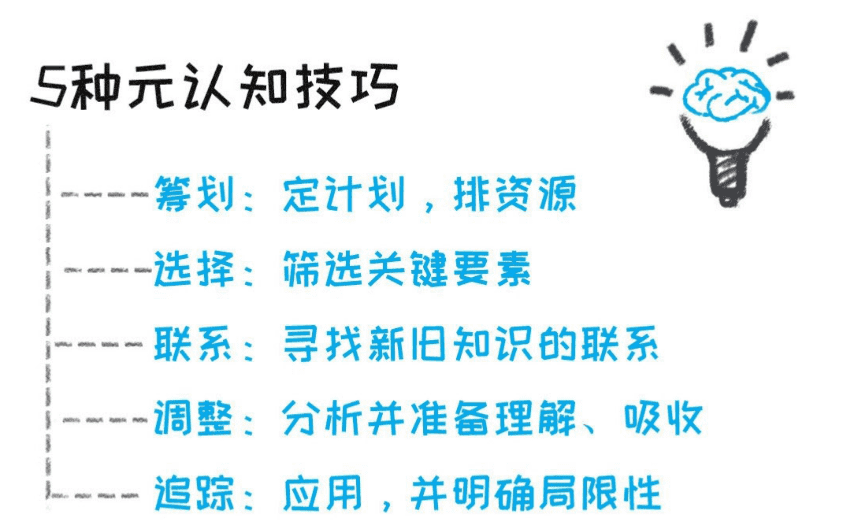 5种元认知技巧
筹划：定计划，排资源
选择：筛选关键要素
联系：寻找新旧知识的联系
调整：分析并准备理解、吸收
追踪：应用，并明确局限性